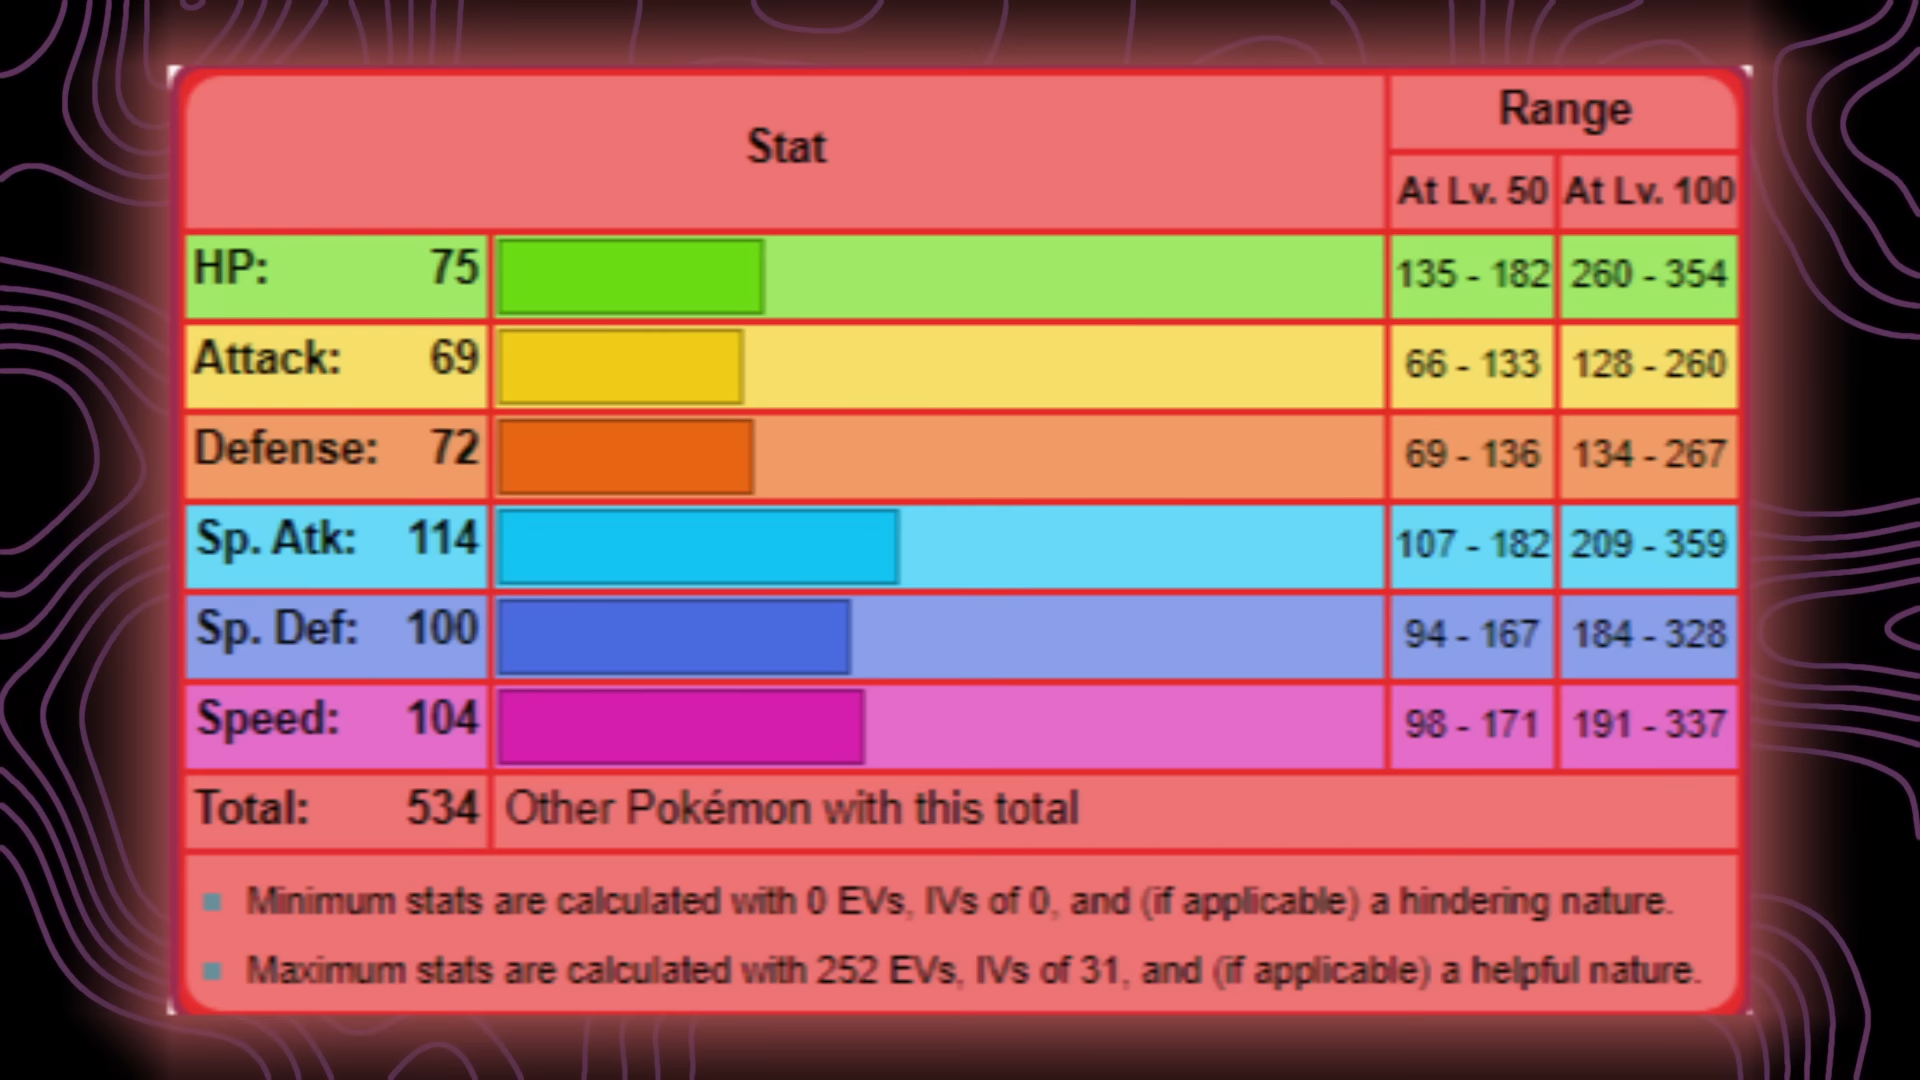 Stat
Range
At Lv. 50 At Lv. 100
HP: 75 135 - 182 260 - 354
Attack: 69 66 - 133 128 - 260
Defense: 72 69 - 136 134 - 267
Sp. Atk: 114 107 - 182 209 - 359
Sp. Def: 100 94 - 167 184 - 328
Speed: 104 98 - 171 191 - 337
Total: 534 Other Pokémon with this total
Minimum stats are calculated with 0 EVs, IVs of 0, and (if applicable) a hindering nature.
Maximum stats are calculated with 252 EVs, IVs of 31, and (if applicable) a helpful nature.